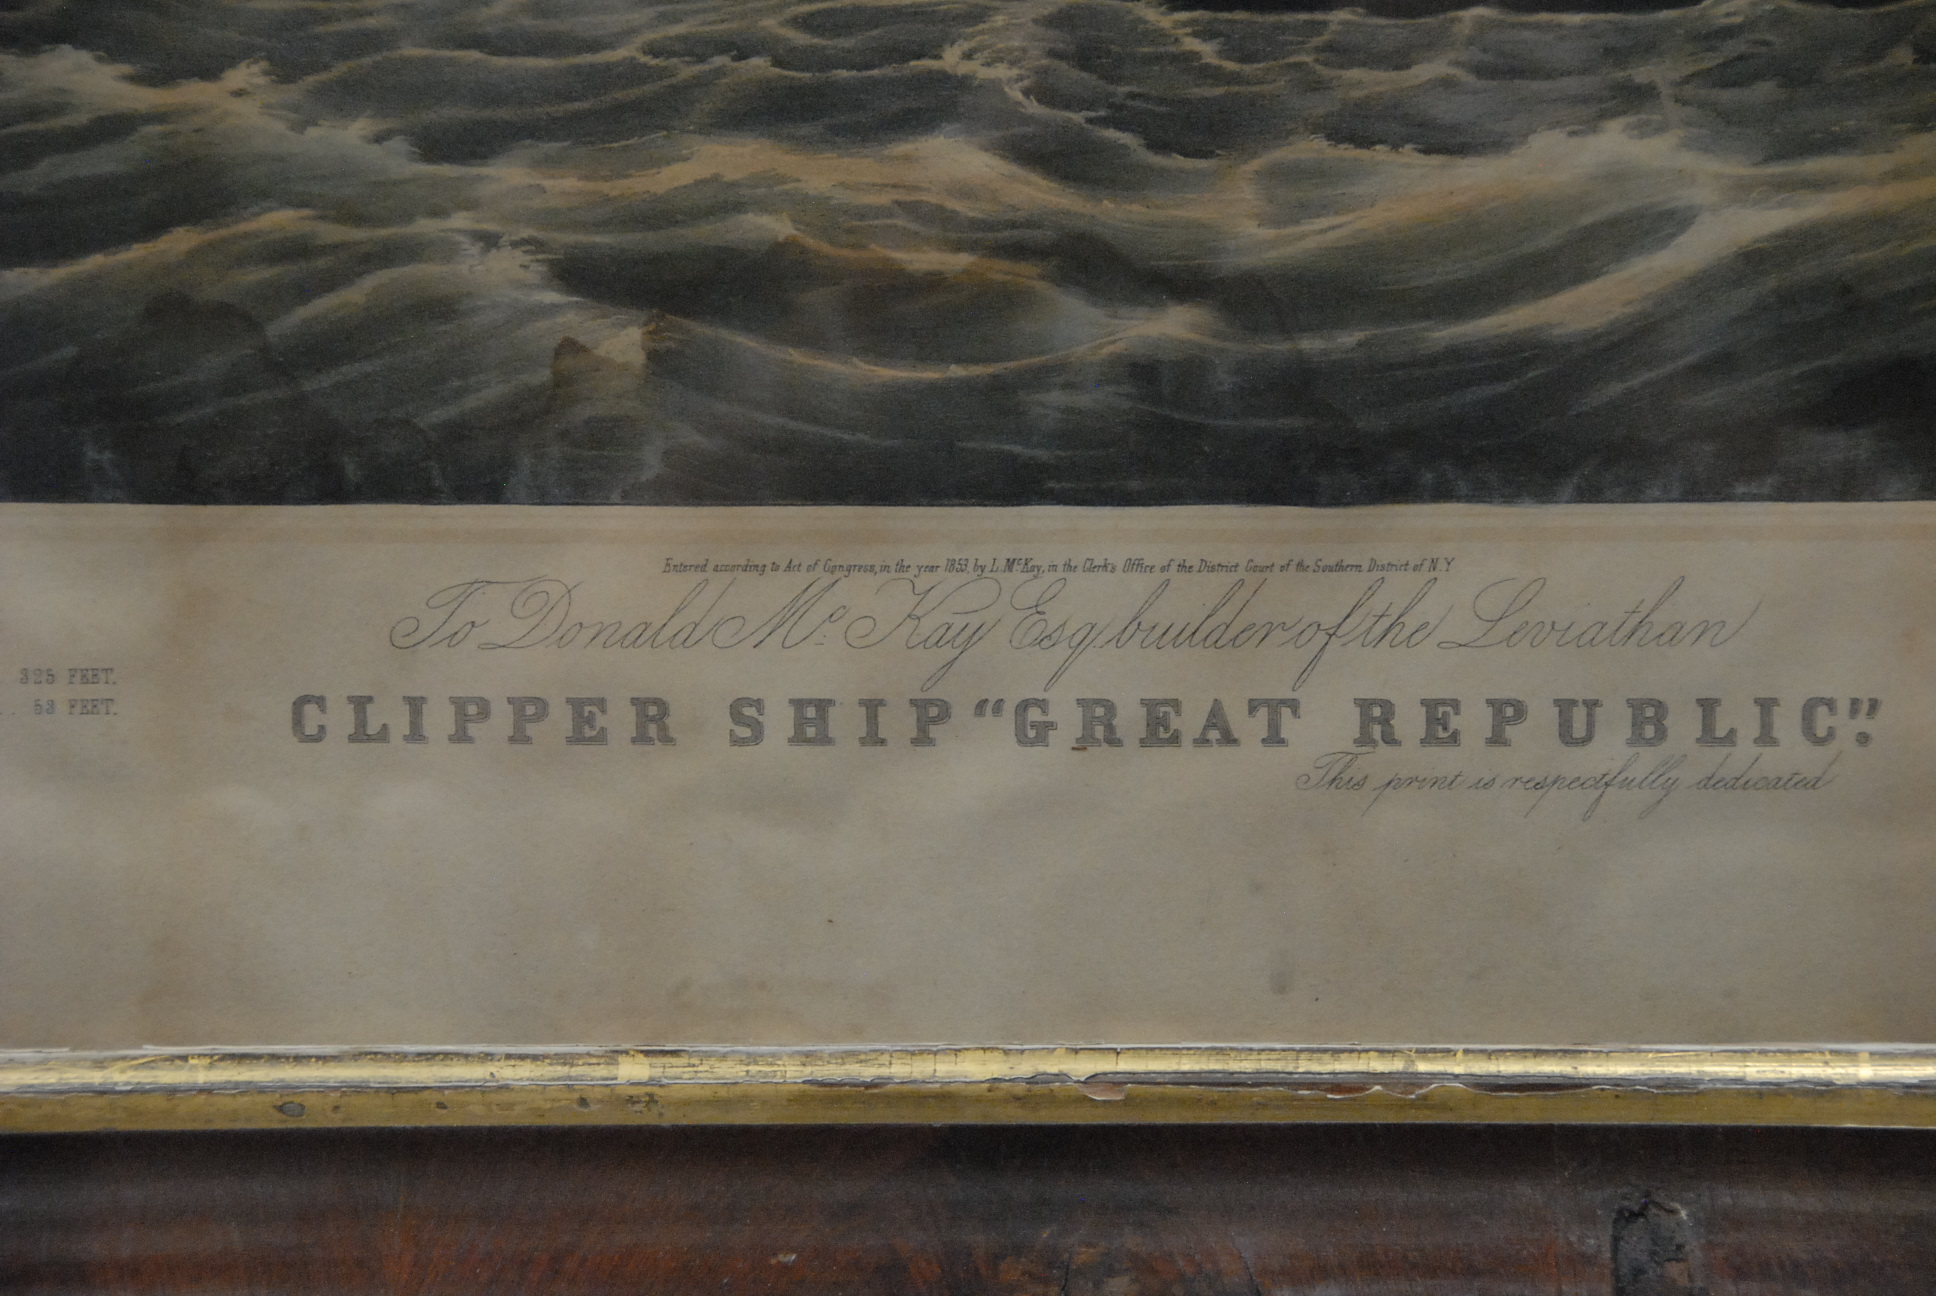 Entered according to Act of Congress, in the year 1853, by L. McKay, in the Clerk's Office of the District Court of the Southern District of N.Y.
To Donald Mc. Kay Esq builder of the Leviathan
325 FEET.
53 FEET.
CLIPPER SHIP "GREAT REPUBLIC".
This print is respectfully dedicated